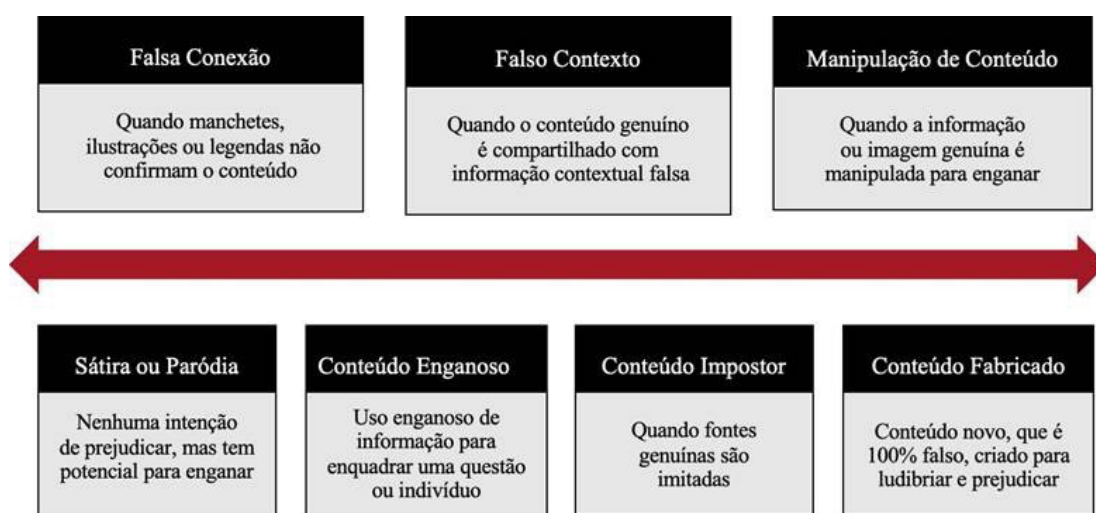 Falsa Conexão
Quando manchetes,
ilustrações ou legendas não
confirmam o conteúdo
Falso Contexto
Quando o conteúdo genuíno
é compartilhado com
informação contextual falsa
Manipulação de Conteúdo
Quando a informação
ou imagem genuína é
manipulada para enganar
Sátira ou Paródia
Nenhuma intenção
de prejudicar, mas tem
potencial para enganar
Conteúdo Enganoso
Uso enganoso de
informação para
enquadrar uma questão
ou indivíduo
Conteúdo Impostor
Quando fontes
genuínas são
imitadas
Conteúdo Fabricado
Conteúdo novo, que é
100% falso, criado para
ludibriar e prejudicar